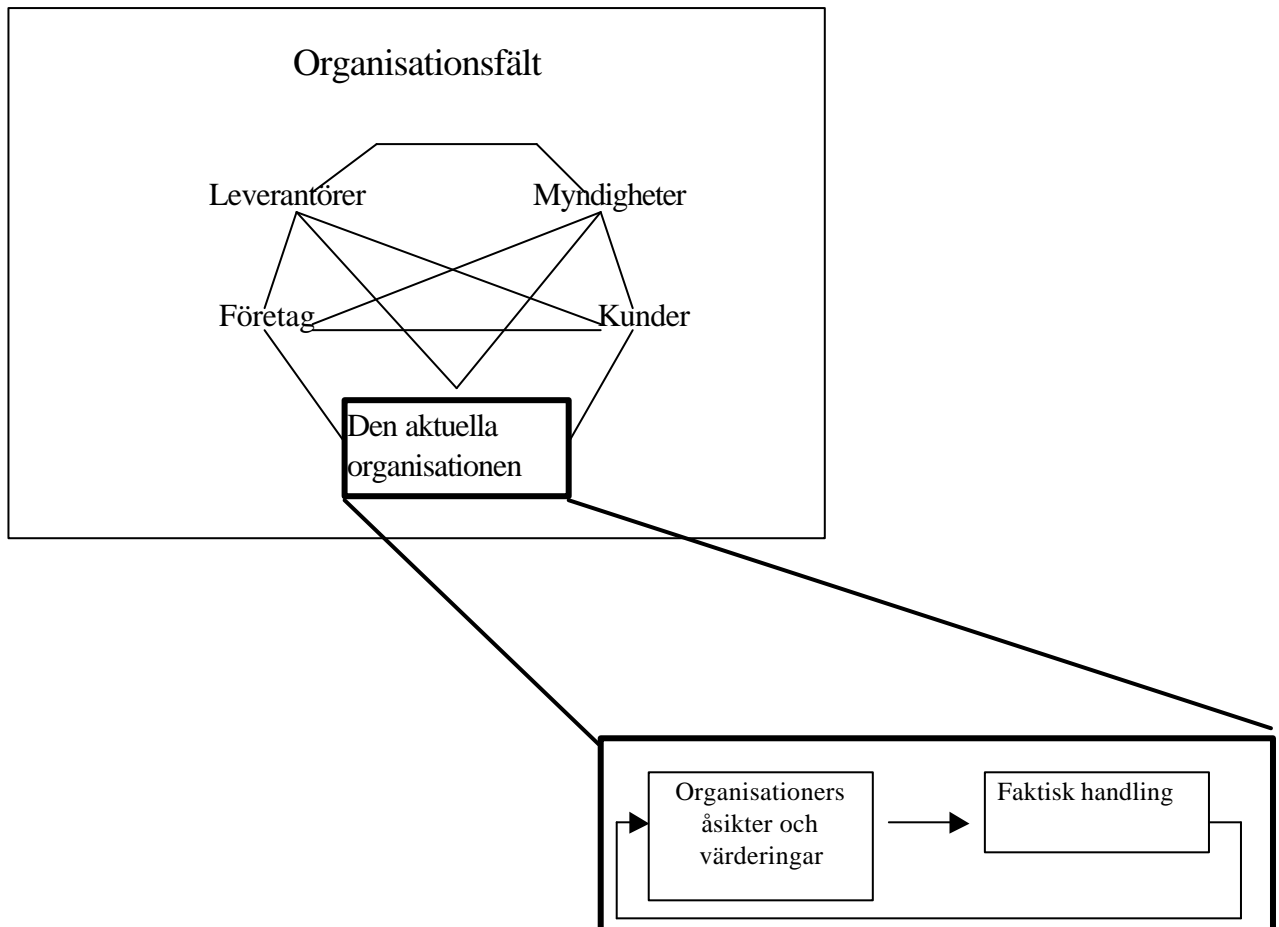 Organisationsfält
Leverantörer Myndigheter
Företag Kunder
Den aktuella
organisationen
Organisationers
åsikter och
värderingar
Faktisk handling